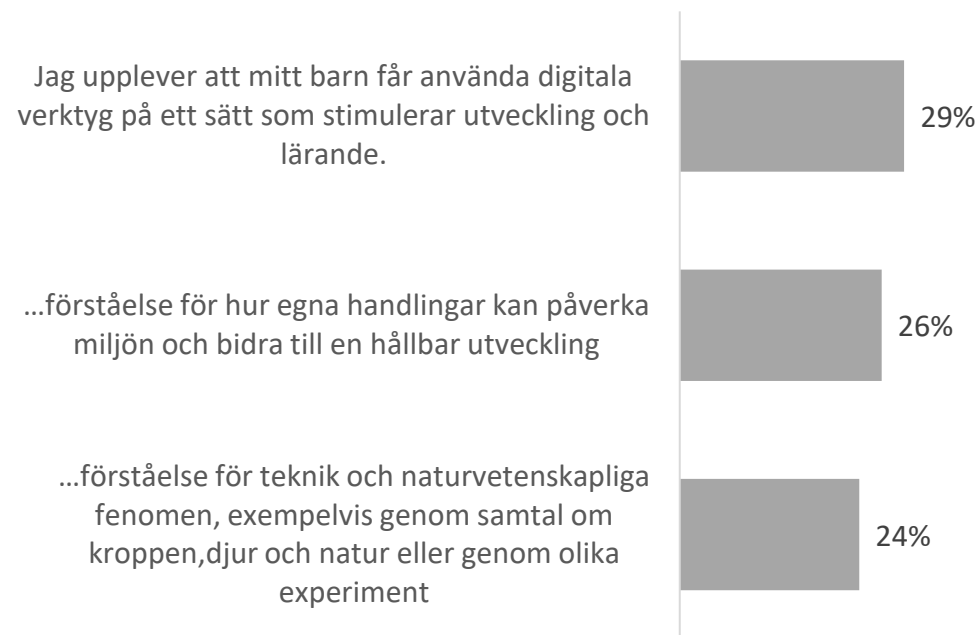 Jag upplever att mitt barn får använda digitala
verktyg på ett sätt som stimulerar utveckling och
lärande.
29%
...förståelse för hur egna handlingar kan påverka
miljön och bidra till en hållbar utveckling
26%
...förståelse för teknik och naturvetenskapliga
fenomen, exempelvis genom samtal om
kroppen,djur och natur eller genom olika
experiment
24%